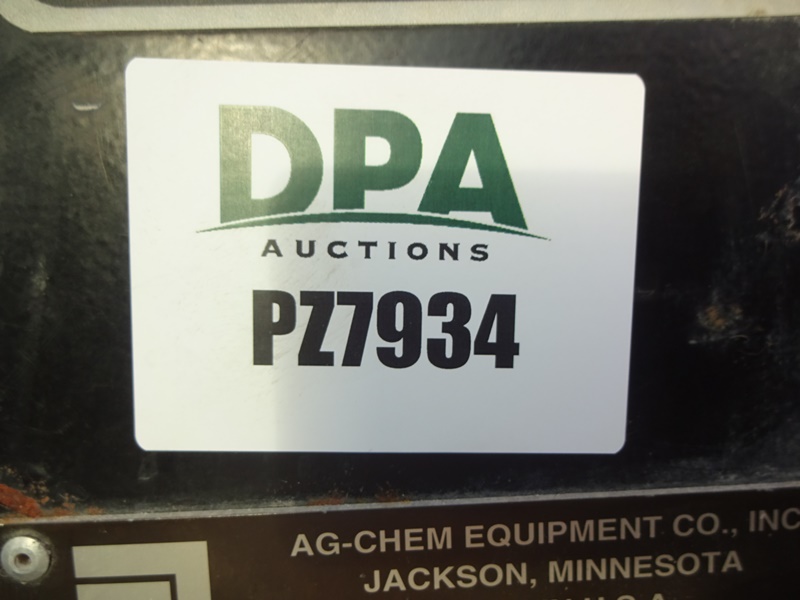 DPA
AUCTIONS
PZ7934
AG-CHEM EQUIPMENT CO., INC
JACKSON, MINNESOTA